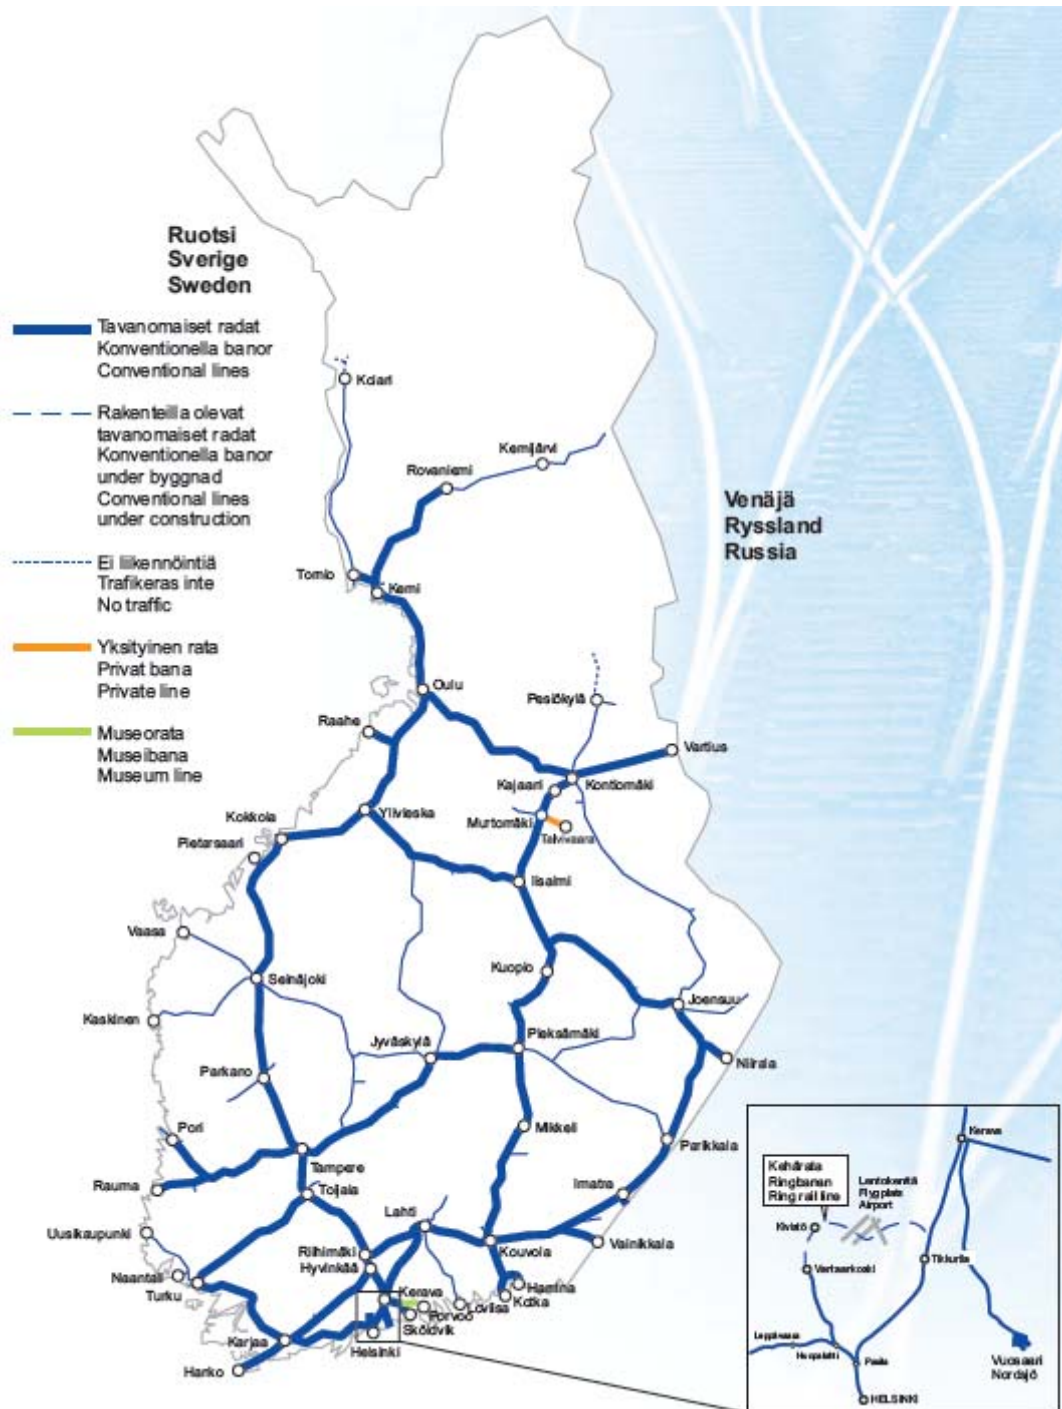 Ruotsi
Sverige
Sweden
Tavanomaiset radat
Konventionella banor
Conventional lines
Rakenteilla olevat
tavanomaiset radat
Konventionella banor
under byggnad
Conventional lines
under construction
Ei liikennöintiä
Trafikeras inte
No traffic
Yksityinen rata
Privat bana
Private line
Museorata
Museibana
Museum line
Venäjä
Ryssland
Russia
Kolari
Kemijärvi
Rovaniemi
Tornio
Kemi
Oulu
Pesiökylä
Raahe
Vartius
Kontiomäki
Kajaani
Ylivieska
Murtomäki
Talvivaara
Kokkola
Pietarsaari
Iisalmi
Vaasa
Kuopio
Seinäjoki
Joensuu
Kaskinen
Jyväskylä
Pieksämäki
Niirala
Parkano
Pori
Mikkeli
Parikkala
Tampere
Rauma
Toijala
Imatra
Lahti
Uusikaupunki
Riihimäki
Hyvinkää
Kouvola
Vainikkala
Naantali
Turku
Kerava
Hamina
Kotka
Loviisa
Porvoo
Sköldvik
Karjaa
Helsinki
Hanko
Kerava
Kehärata
Ringbanan
Ring rail line
Lentokenttä
Flygplats
Airport
Kivistö
Vantaankoski
Tikkurila
Leppävaara
Huopalahti
Pasila
Vuosaari
Nordsjö
HELSINKI